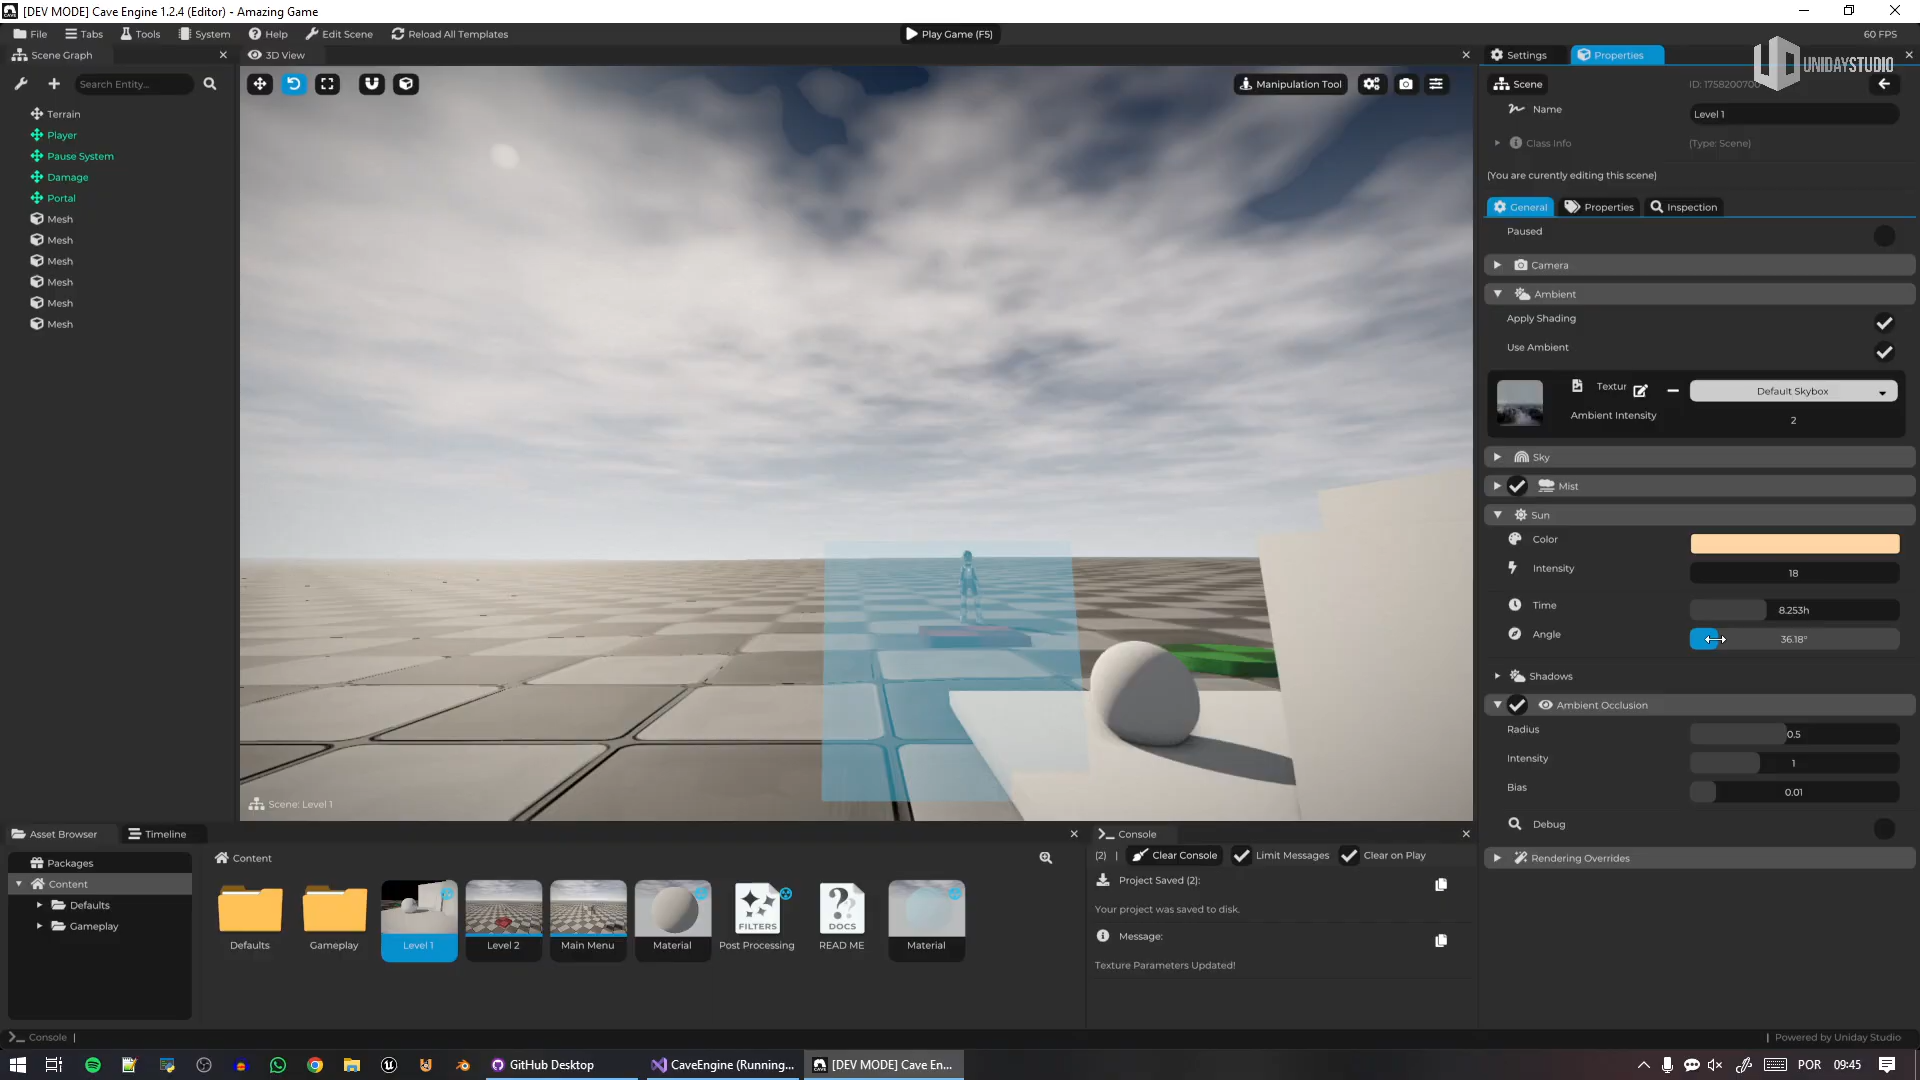 [DEV MODE] Cave Engine 1.2.4 (Editor) - Amazing Game
File Tabs Tools System Help Edit Scene Reload All Templates
Play Game (F5)
60 FPS
Scene Graph
3D View
Settings
Properties
UNIDAYSTUDIO
Search Entity...
Manipulation Tool
Scene
ID: 1758200700
Name
Level 1
Class Info
(Type: Scene)
(You are curently editing this scene)
Terrain
Player
Pause System
Damage
Portal
Mesh
Mesh
Mesh
Mesh
Mesh
Mesh
General
Properties
Inspection
Paused
Camera
Ambient
Apply Shading
Use Ambient
Textur
Default Skybox
Ambient Intensity
2
Sky
Mist
Sun
Color
Intensity
18
Time
8.253h
Angle
36.18°
Shadows
Ambient Occlusion
Radius
0.5
Intensity
1
Bias
0.01
Debug
Rendering Overrides
Scene: Level 1
Asset Browser
Timeline
Console
Packages
Content
Defaults
Gameplay
Content
Defaults
Gameplay
Level 1
Level 2
Main Menu
Material
FILTERS
Post Processing
DOCS
READ ME
Material
(2) |
Clear Console
Limit Messages
Clear on Play
Project Saved (2):
Your project was saved to disk.
Message:
Texture Parameters Updated!
Console |
Powered by Uniday Studio
GitHub Desktop
CaveEngine (Running...
[DEV MODE] Cave En...
POR
09:45